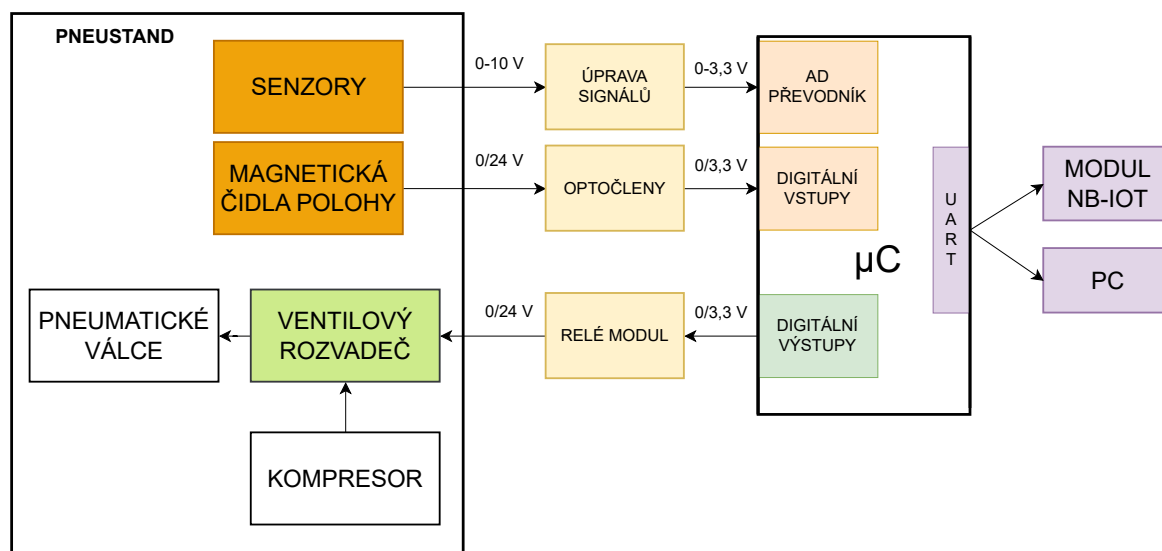 PNEUSTAND
SENZORY
0-10 V
ÚPRAVA
SIGNÁLŮ
0-3,3 V
AD
PŘEVODNÍK
MAGNETICKÁ
ČIDLA POLOHY
0/24 V
OPTOČLENY
0/3,3 V
DIGITÁLNÍ
VSTUPY
µC
U
A
R
T
MODUL
NB-IOT
PC
PNEUMATICKÉ
VÁLCE
VENTILOVÝ
ROZVADEČ
0/24 V
RELÉ MODUL
0/3,3 V
DIGITÁLNÍ
VÝSTUPY
KOMPRESOR